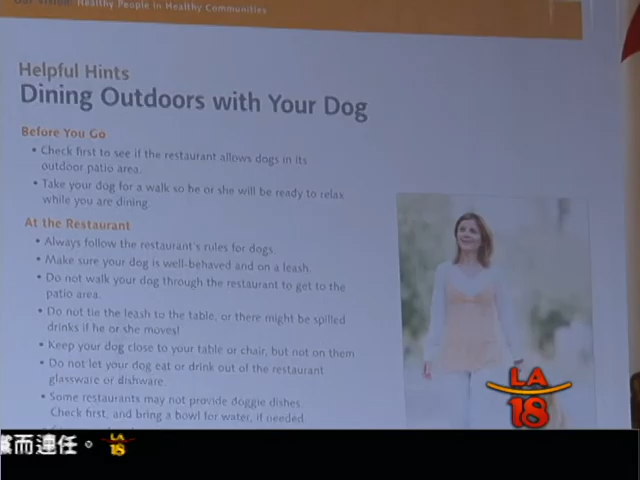 Our Vision: Healthy People in Healthy Communities
Helpful Hints
Dining Outdoors with Your Dog
Before You Go
• Check first to see if the restaurant allows dogs in its
outdoor patio area.
• Take your dog for a walk so he or she will be ready to relax
while you are dining.
At the Restaurant
• Always follow the restaurant's rules for dogs.
• Make sure your dog is well-behaved and on a leash.
• Do not walk your dog through the restaurant to get to the
patio area.
• Do not tie the leash to the table, or there might be spilled
drinks if he or she moves!
• Keep your dog close to your table or chair, but not on them
• Do not let your dog eat or drink out of the restaurant
glassware or dishware.
• Some restaurants may not provide doggie dishes.
Check first, and bring a bowl for water, if needed
LA
18
黨而連任。 LA 18